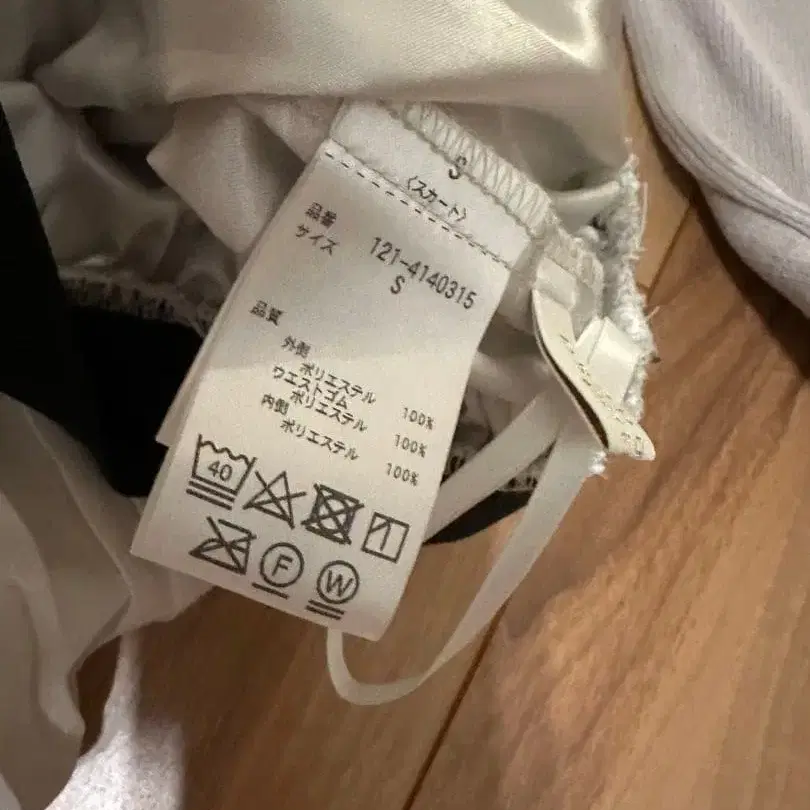 S
〈スカート〉
品番 121-4140315
サイズ S
品質
外側
ポリエステル 100%
ウエストゴム
ポリエステル 100%
内側
ポリエステル 100%
40
F
W